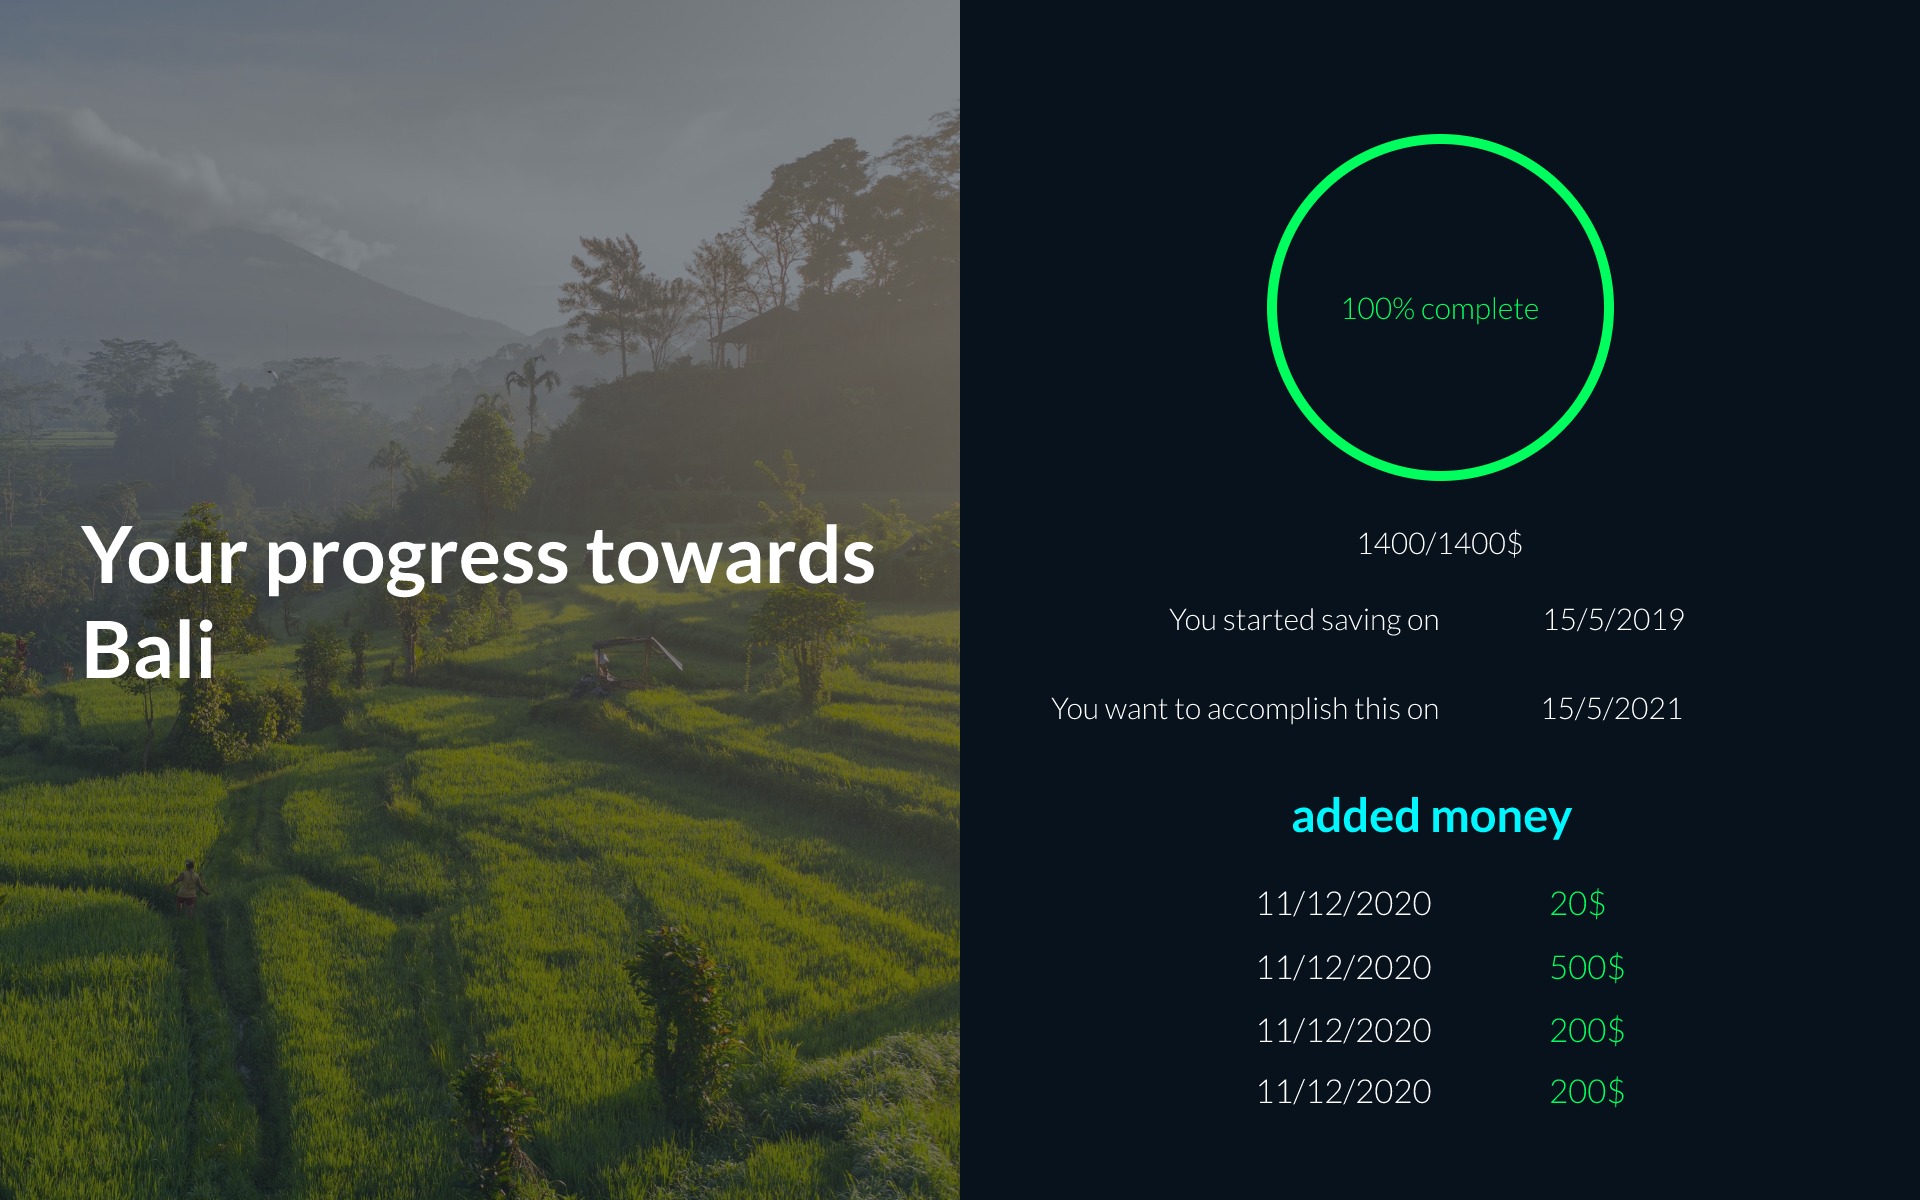 Your progress towards
Bali
100% complete
1400/1400$
You started saving on 15/5/2019
You want to accomplish this on 15/5/2021
added money
11/12/2020 20$
11/12/2020 500$
11/12/2020 200$
11/12/2020 200$